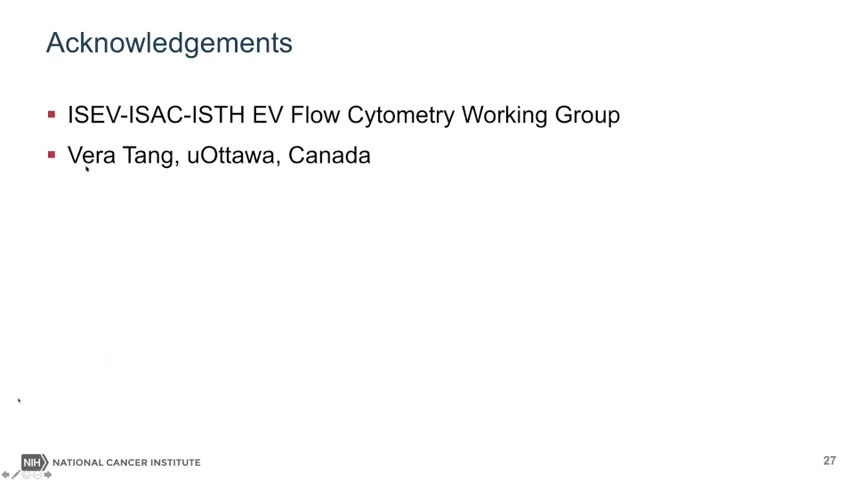 Acknowledgements
ISEV-ISAC-ISTH EV Flow Cytometry Working Group
Vera Tang, uOttawa, Canada
NIH NATIONAL CANCER INSTITUTE
27